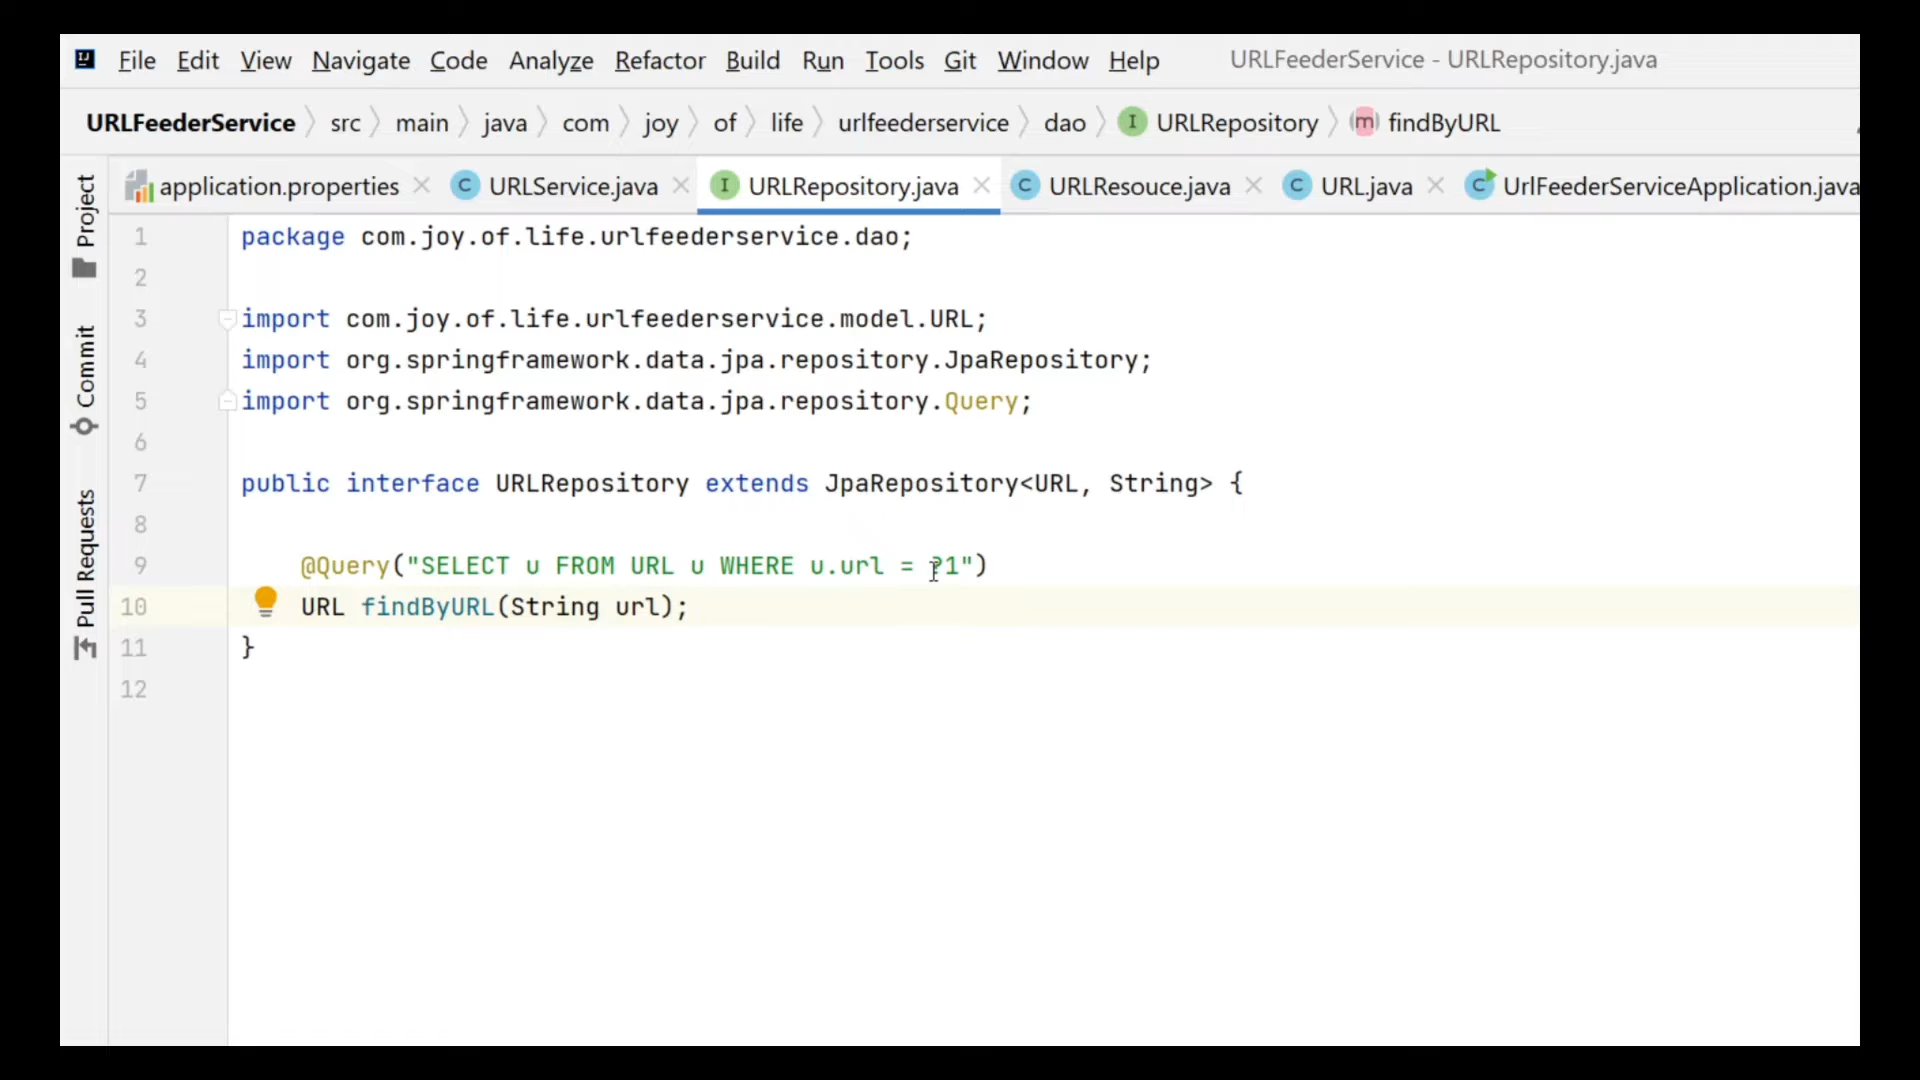 File Edit View Navigate Code Analyze Refactor Build Run Tools Git Window Help URLFeederService - URLRepository.java
URLFeederService src main java com joy of life urlfeederservice dao I URLRepository m findByURL
application.properties C URLService.java I URLRepository.java C URLResouce.java C URL.java C UrlFeederServiceApplication.java
Project
Commit
Pull Requests
1 package com.joy.of.life.urlfeederservice.dao;
2
3 import com.joy.of.life.urlfeederservice.model.URL;
4 import org.springframework.data.jpa.repository.JpaRepository;
5 import org.springframework.data.jpa.repository.Query;
6
7 public interface URLRepository extends JpaRepository<URL, String> {
8
9 @Query("SELECT u FROM URL u WHERE u.url = ?1")
10 URL findByURL(String url);
11 }
12